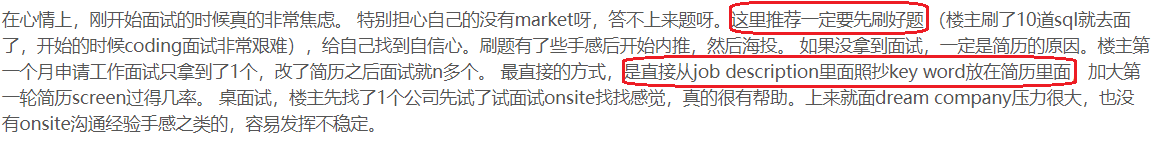 在心情上，刚开始面试的时候真的非常焦虑。 特别担心自己的没有market呀，答不上来题呀。这里推荐一定要先刷好题（楼主刷了10道sql就去面
了，开始的时候coding面试非常艰难），给自己找到自信心。刷题有了些手感后开始内推，然后海投。 如果没拿到面试，一定是简历的原因。楼主第
一个月申请工作面试只拿到了1个，改了简历之后面试就n多个。 最直接的方式，是直接从job description里面照抄key word放在简历里面，加大第
一轮简历screen过得几率。 桌面试，楼主先找了1个公司先试了试面试onsite找找感觉，真的很有帮助。上来就面dream company压力很大，也没
有onsite沟通经验手感之类的，容易发挥不稳定。